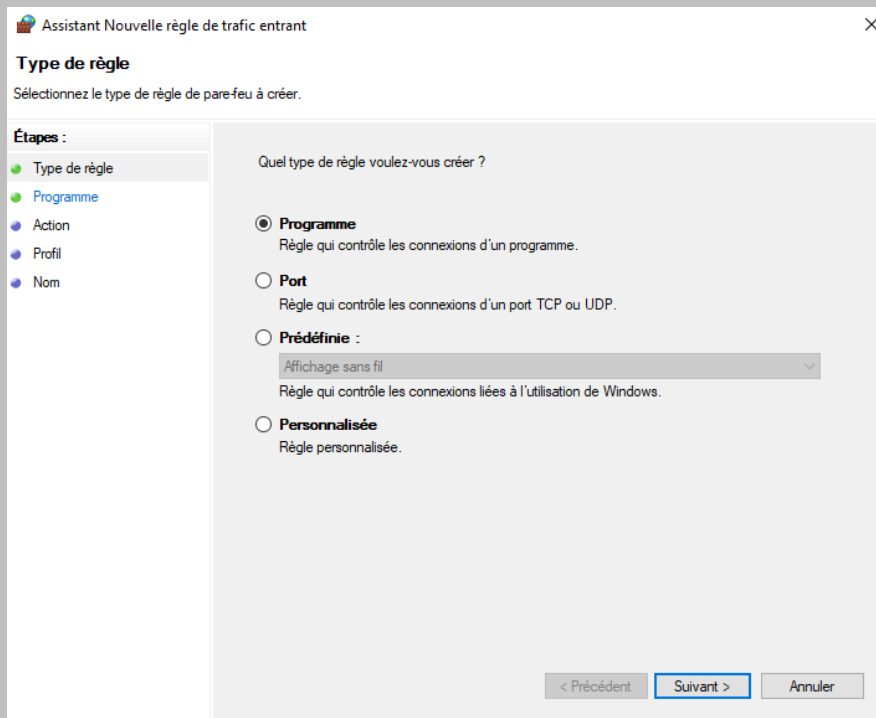 Assistant Nouvelle règle de trafic entrant
Type de règle
Sélectionnez le type de règle de pare-feu à créer.
Étapes :
Type de règle
Programme
Action
Profil
Nom
Quel type de règle voulez-vous créer ?
Programme
Règle qui contrôle les connexions d'un programme.
Port
Règle qui contrôle les connexions d'un port TCP ou UDP.
Prédéfinie :
Affichage sans fil
Règle qui contrôle les connexions liées à l'utilisation de Windows.
Personnalisée
Règle personnalisée.
< Précédent
Suivant >
Annuler